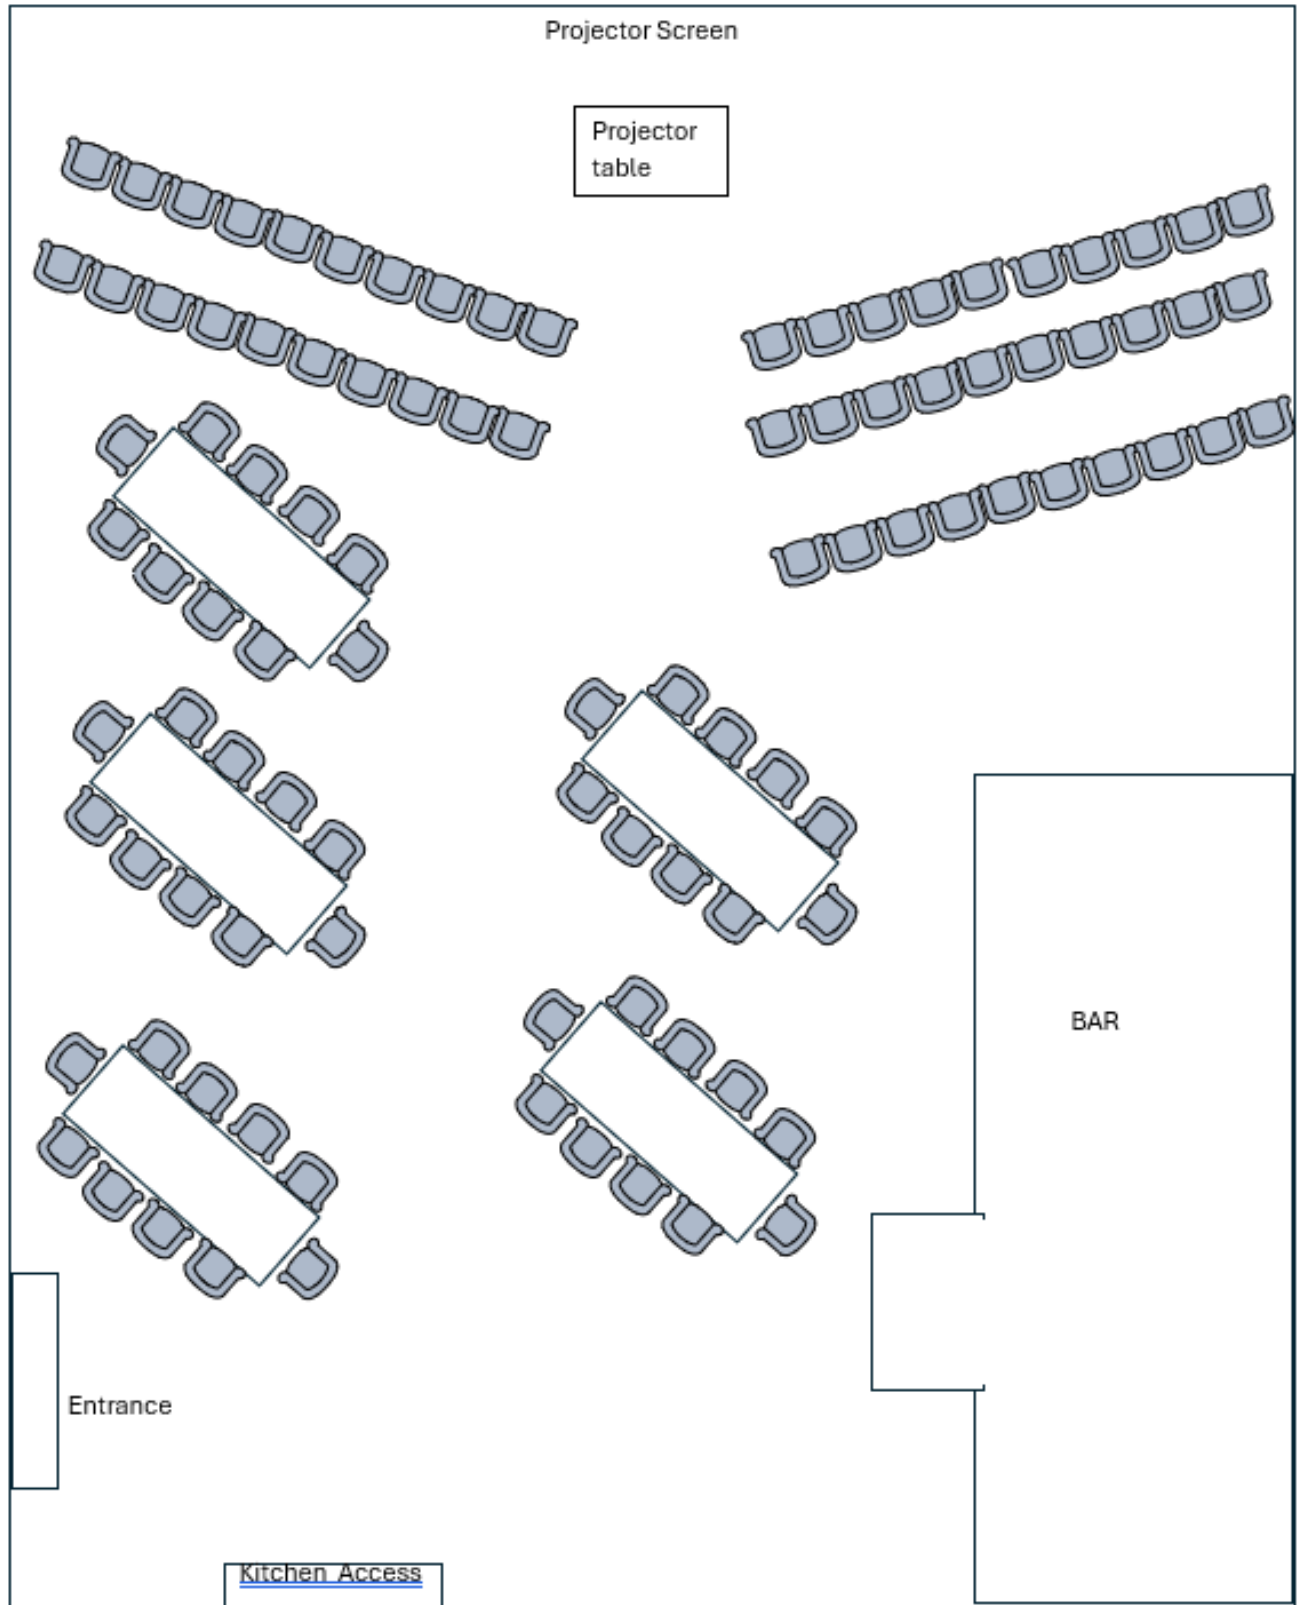 Projector Screen
Projector
table
BAR
Entrance
Kitchen  Access